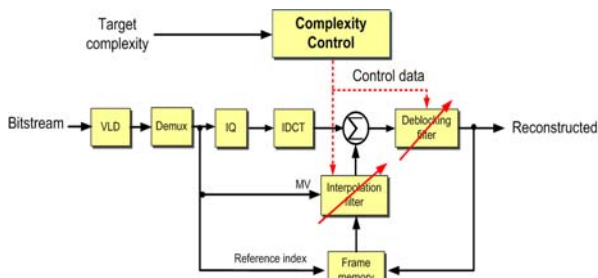 Target
complexity
Complexity
Control
Control data
Bitstream
VLD
Demux
IQ
IDCT
Σ
Deblocking
filter
Reconstructed
MV
Interpolation
filter
Reference index
Frame
memory